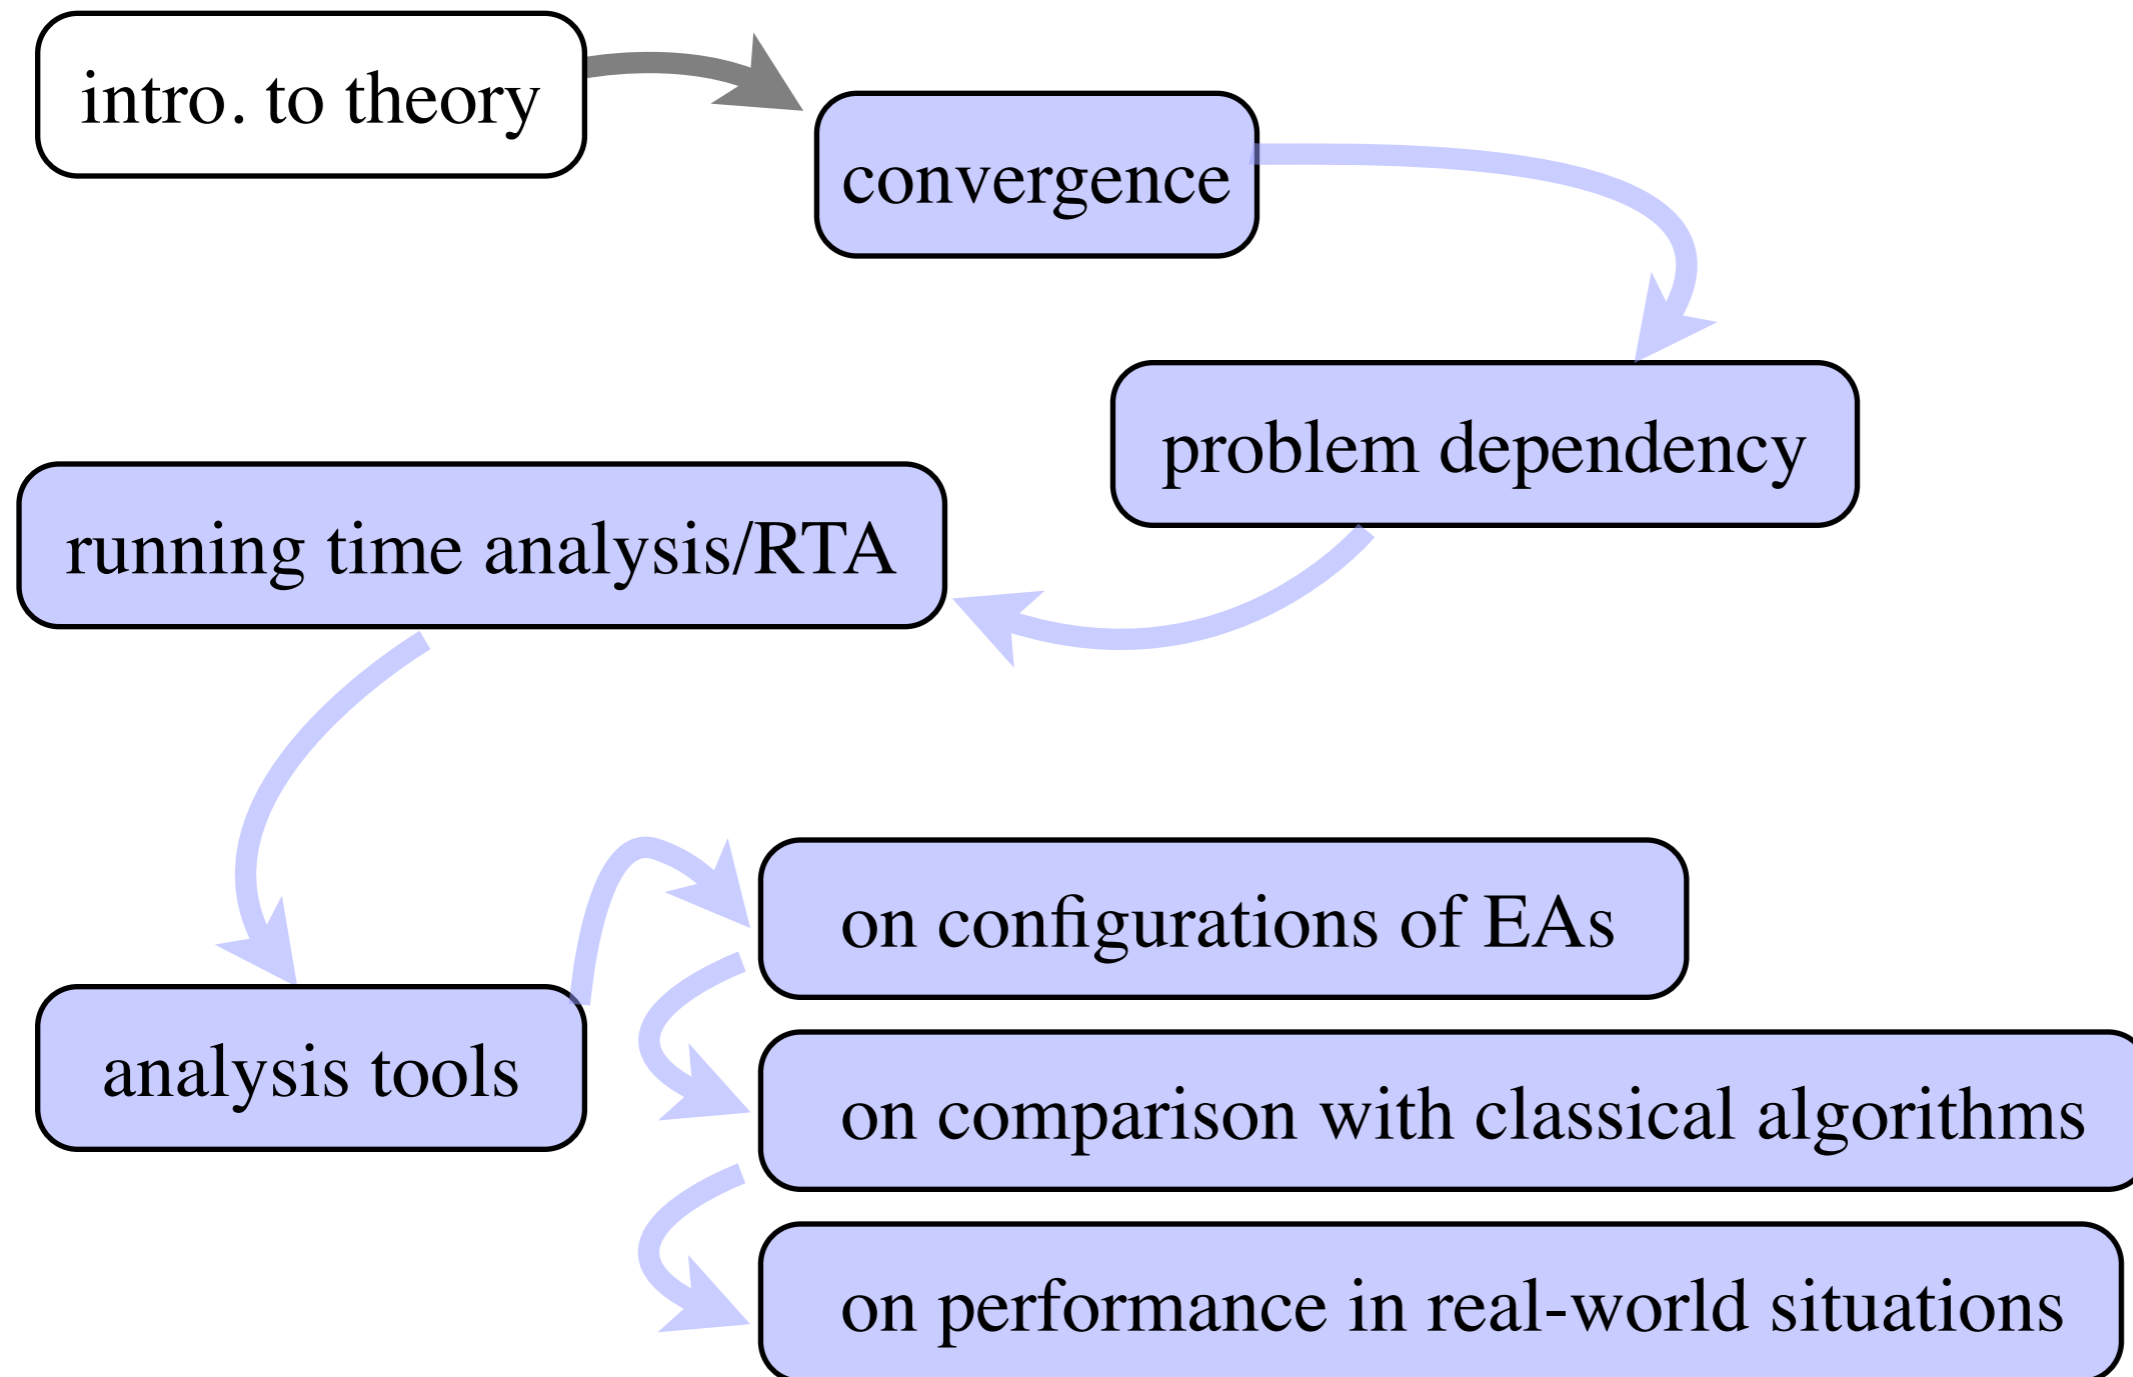 intro. to theory
convergence
problem dependency
running time analysis/RTA
analysis tools
on configurations of EAs
on comparison with classical algorithms
on performance in real-world situations